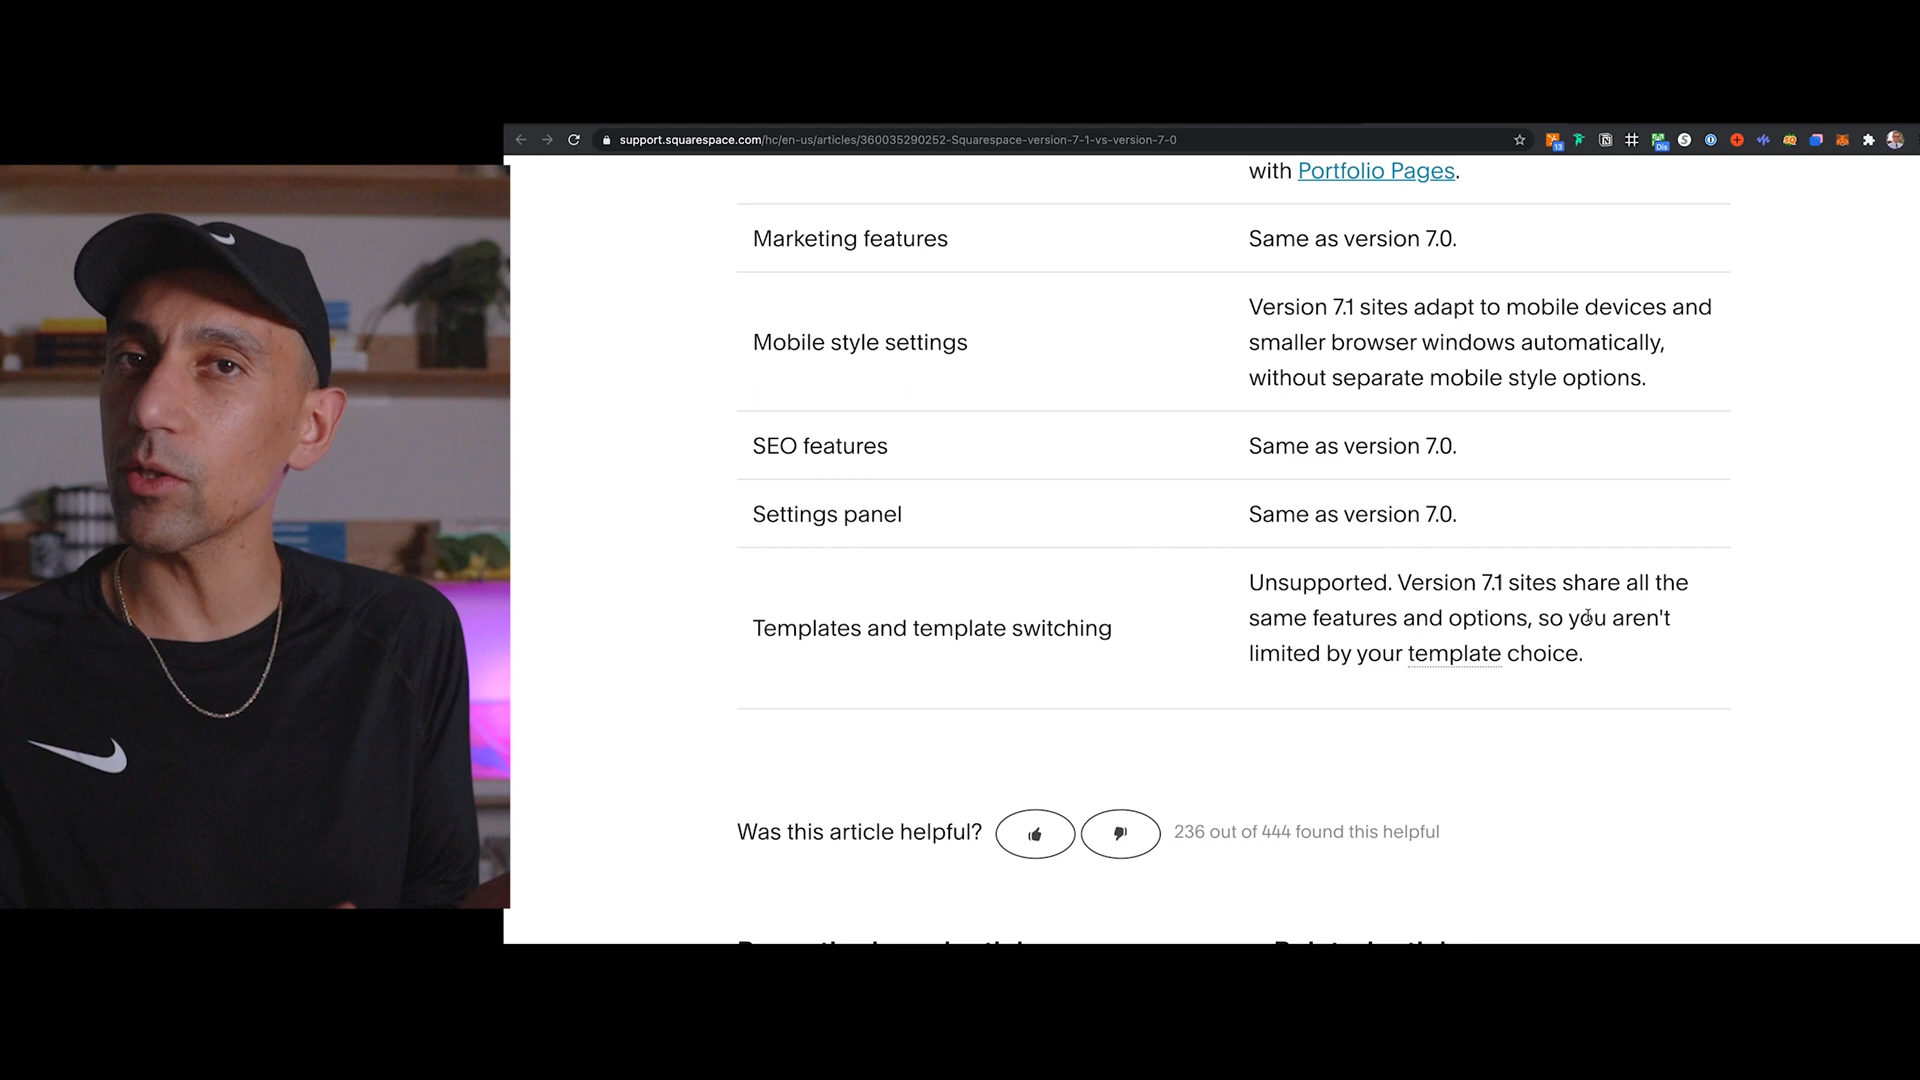 support.squarespace.com/hc/en-us/articles/360035290252-Squarespace-version-7-1-vs-version-7-0
13
Dis
with Portfolio Pages.
Marketing features
Same as version 7.0.
Mobile style settings
Version 7.1 sites adapt to mobile devices and
smaller browser windows automatically,
without separate mobile style options.
SEO features
Same as version 7.0.
Settings panel
Same as version 7.0.
Templates and template switching
Unsupported. Version 7.1 sites share all the
same features and options, so you aren't
limited by your template choice.
Was this article helpful?
236 out of 444 found this helpful